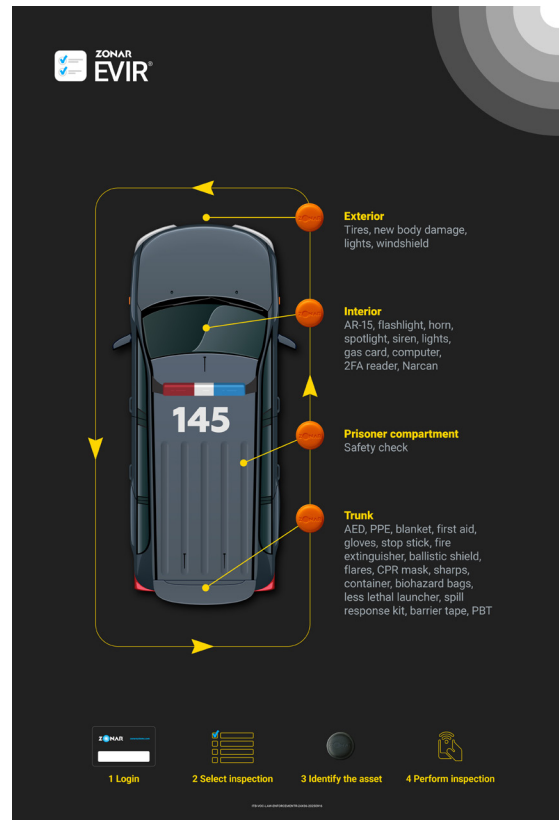 ZONAR
EVIR®
Exterior
Tires, new body damage,
lights, windshield
Interior
AR-15, flashlight, horn,
spotlight, siren, lights,
gas card, computer,
2FA reader, Narcan
145
Prisoner compartment
Safety check
Trunk
AED, PPE, blanket, first aid,
gloves, stop stick, fire
extinguisher, ballistic shield,
flares, CPR mask, sharps,
container, biohazard bags,
less lethal launcher, spill
response kit, barrier tape, PBT
ZONAR
1 Login
2 Select inspection
3 Identify the asset
4 Perform inspection